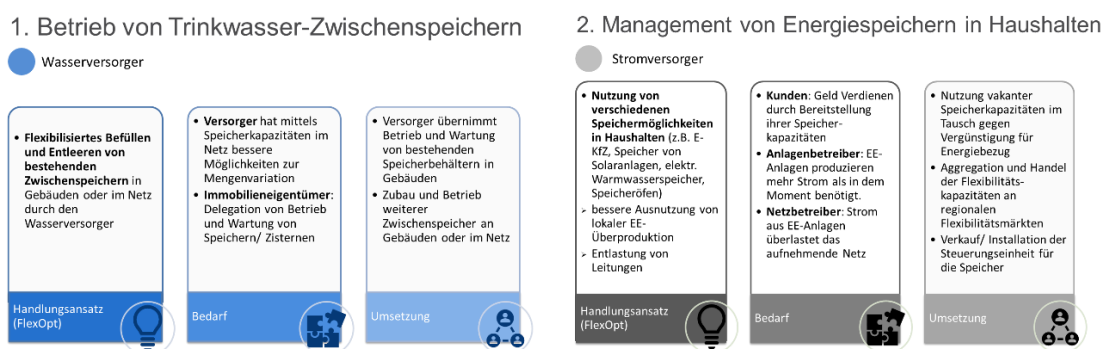 1. Betrieb von Trinkwasser-Zwischenspeichern
Wasserversorger
• Flexibilisiertes Befüllen
und Entleeren von
bestehenden
Zwischenspeichern in
Gebäuden oder im Netz
durch den
Wasserversorger
Handlungsansatz
(FlexOpt)
• Versorger hat mittels
Speicherkapazitäten im
Netz bessere
Möglichkeiten zur
Mengenvariation
• Immobilieneigentümer:
Delegation von Betrieb
und Wartung von
Speichern/ Zisternen
Bedarf
• Versorger übernimmt
Betrieb und Wartung
von bestehenden
Speicherbehältern in
Gebäuden
• Zubau und Betrieb
weiterer
Zwischenspeicher an
Gebäuden oder im Netz
Umsetzung
2. Management von Energiespeichern in Haushalten
Stromversorger
• Nutzung von
verschiedenen
Speichermöglichkeiten
in Haushalten (z.B. E-
KfZ, Speicher von
Solaranlagen, elektr.
Warmwasserspeicher,
Speicheröfen)
➢ bessere Ausnutzung von
lokaler EE-
Überproduktion
➢ Entlastung von
Leitungen
Handlungsansatz
(FlexOpt)
• Kunden: Geld Verdienen
durch Bereitstellung
ihrer Speicher-
kapazitäten
• Anlagenbetreiber: EE-
Anlagen produzieren
mehr Strom als in dem
Moment benötigt.
• Netzbetreiber: Strom
aus EE-Anlagen
überlastet das
aufnehmende Netz
Bedarf
• Nutzung vakanter
Speicherkapazitäten im
Tausch gegen
Vergünstigung für
Energiebezug
• Aggregation und Handel
der Flexibilitäts-
kapazitäten an
regionalen
Flexibilitätsmärkten
• Verkauf/ Installation der
Steuerungseinheit für
die Speicher
Umsetzung